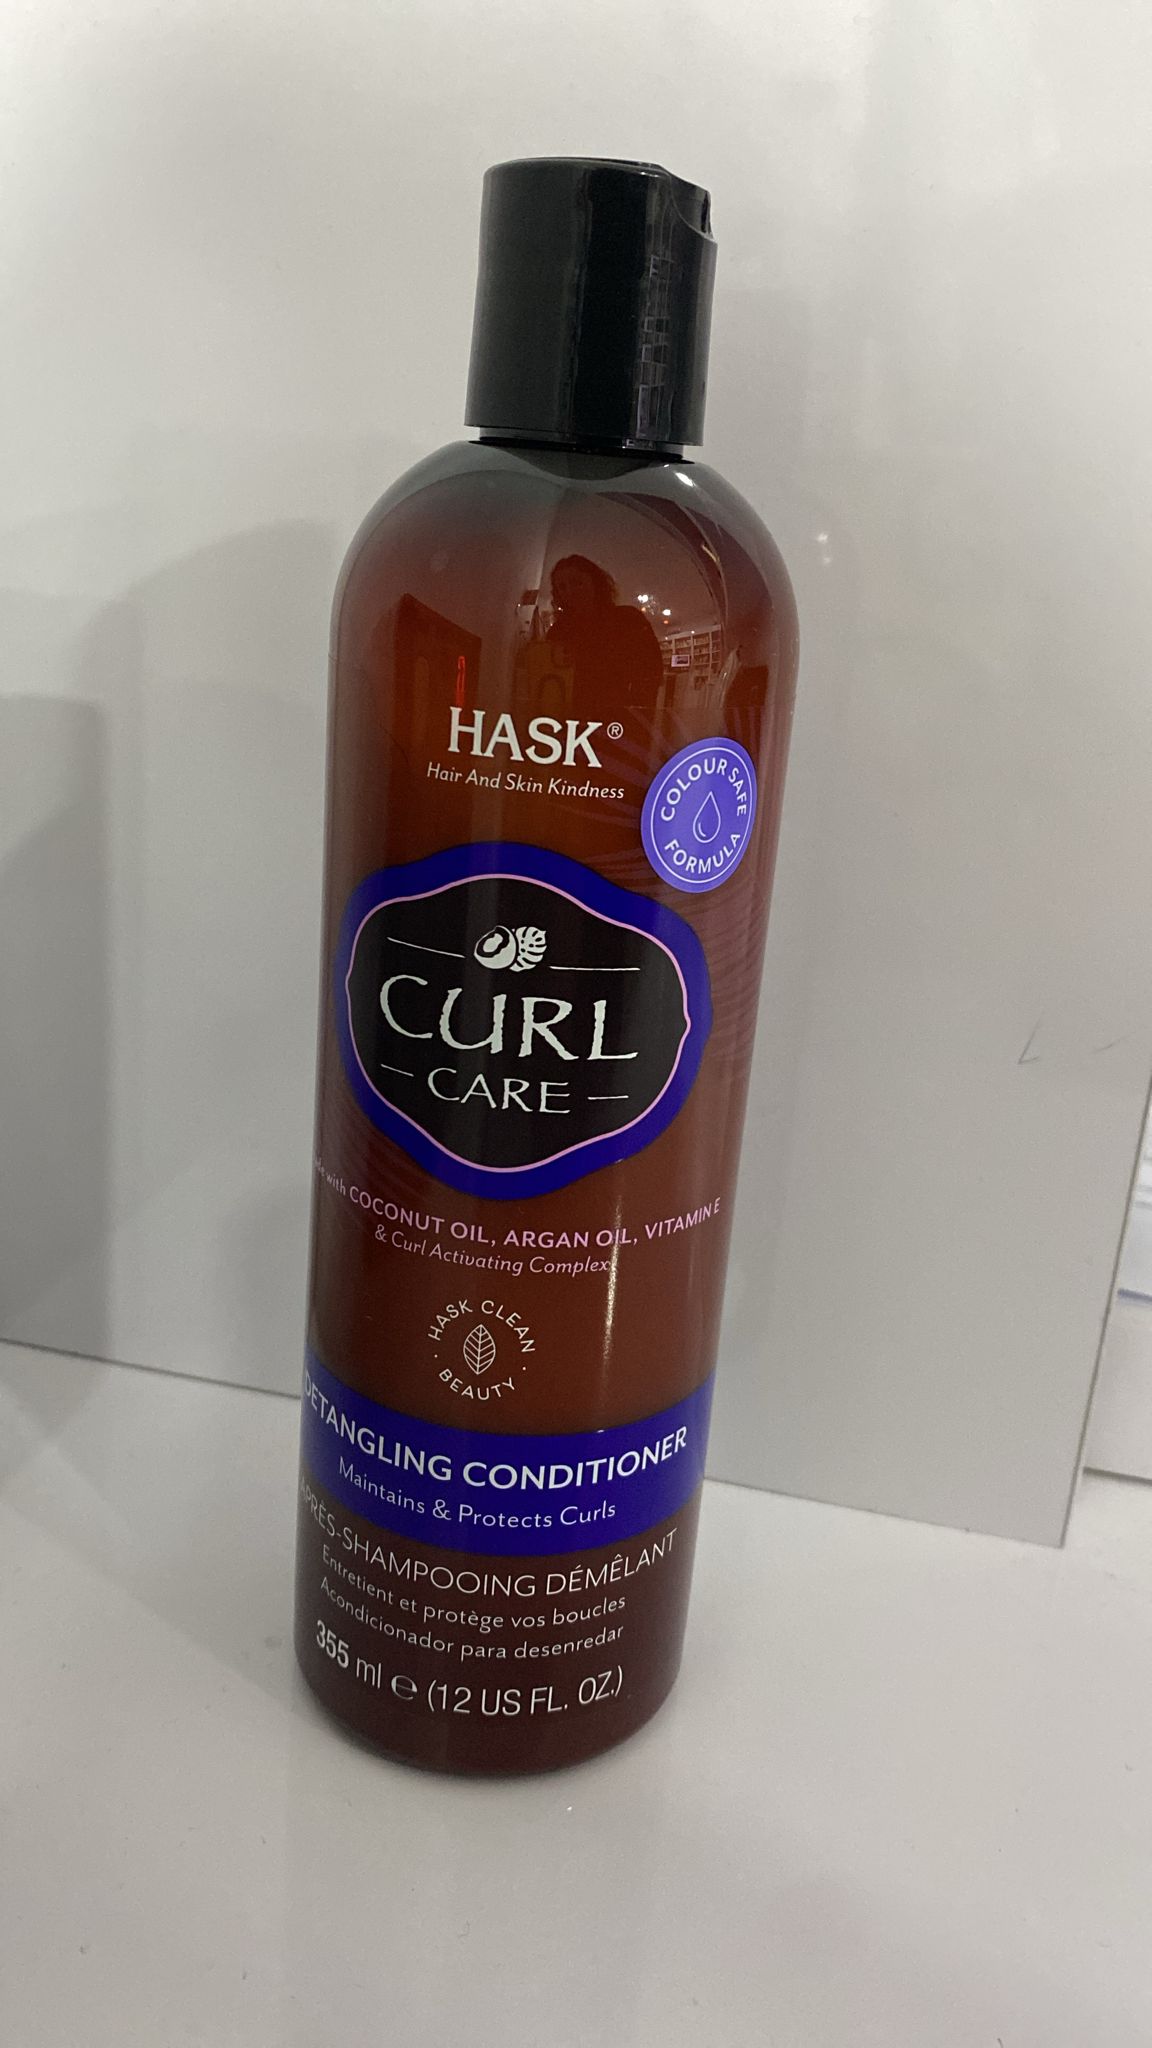 HASK®
Hair And Skin Kindness
COLOUR SAFE
FORMULA
CURL
CARE
with COCONUT OIL, ARGAN OIL, VITAMIN E
& Curl Activating Complex
HASK CLEAN
BEAUTY
DETANGLING CONDITIONER
Maintains & Protects Curls
APRÈS-SHAMPOOING DÉMÊLANT
Entretient et protège vos boucles
Acondicionador para desenredar
355 ml ℮ (12 US FL. OZ.)